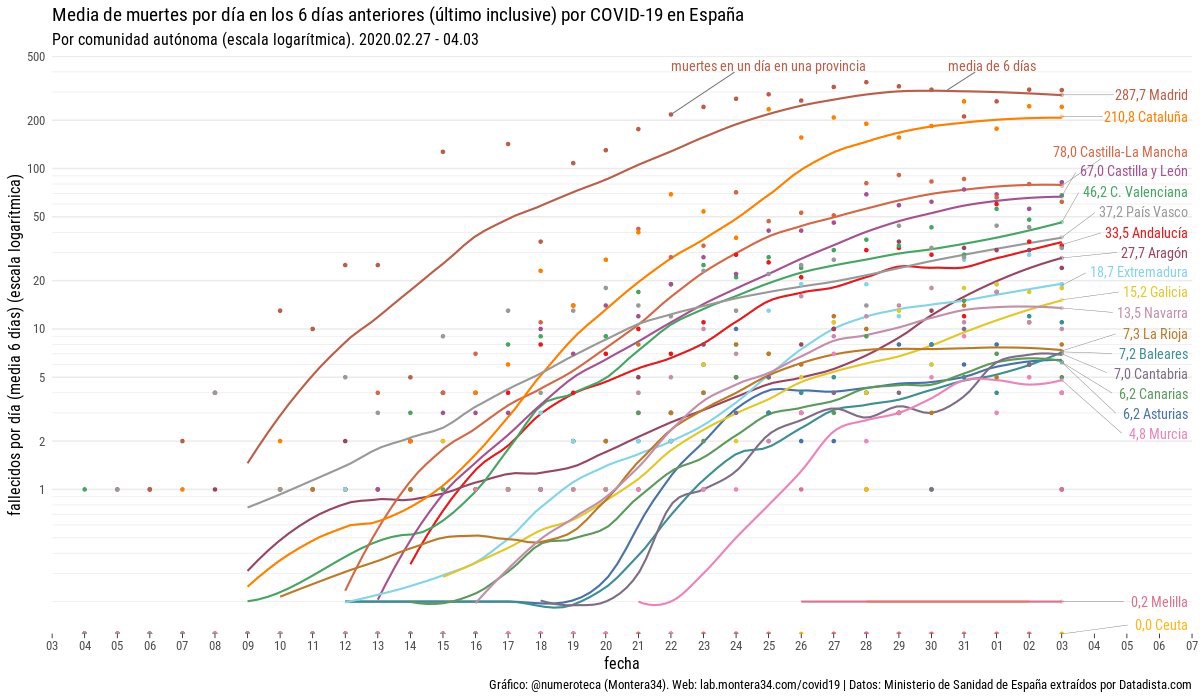 Media de muertes por día en los 6 días anteriores (último inclusive) por COVID-19 en España
Por comunidad autónoma (escala logarítmica). 2020.02.27 - 04.03
fallecidos por día (media 6 días) (escala logarítmica)
500
200
100
50
20
10
5
2
1
muertes en un día en una provincia
media de 6 días
287,7 Madrid
210,8 Cataluña
78,0 Castilla-La Mancha
67,0 Castilla y León
46,2 C. Valenciana
37,2 País Vasco
33,5 Andalucía
27,7 Aragón
18,7 Extremadura
15,2 Galicia
13,5 Navarra
7,3 La Rioja
7,2 Baleares
7,0 Cantabria
6,2 Canarias
6,2 Asturias
4,8 Murcia
0,2 Melilla
0,0 Ceuta
03 04 05 06 07 08 09 10 11 12 13 14 15 16 17 18 19 20 21 22 23 24 25 26 27 28 29 30 31 01 02 03 04 05 06 07
fecha
Gráfico: @numeroteca (Montera34). Web: lab.montera34.com/covid19 | Datos: Ministerio de Sanidad de España extraídos por Datadista.com